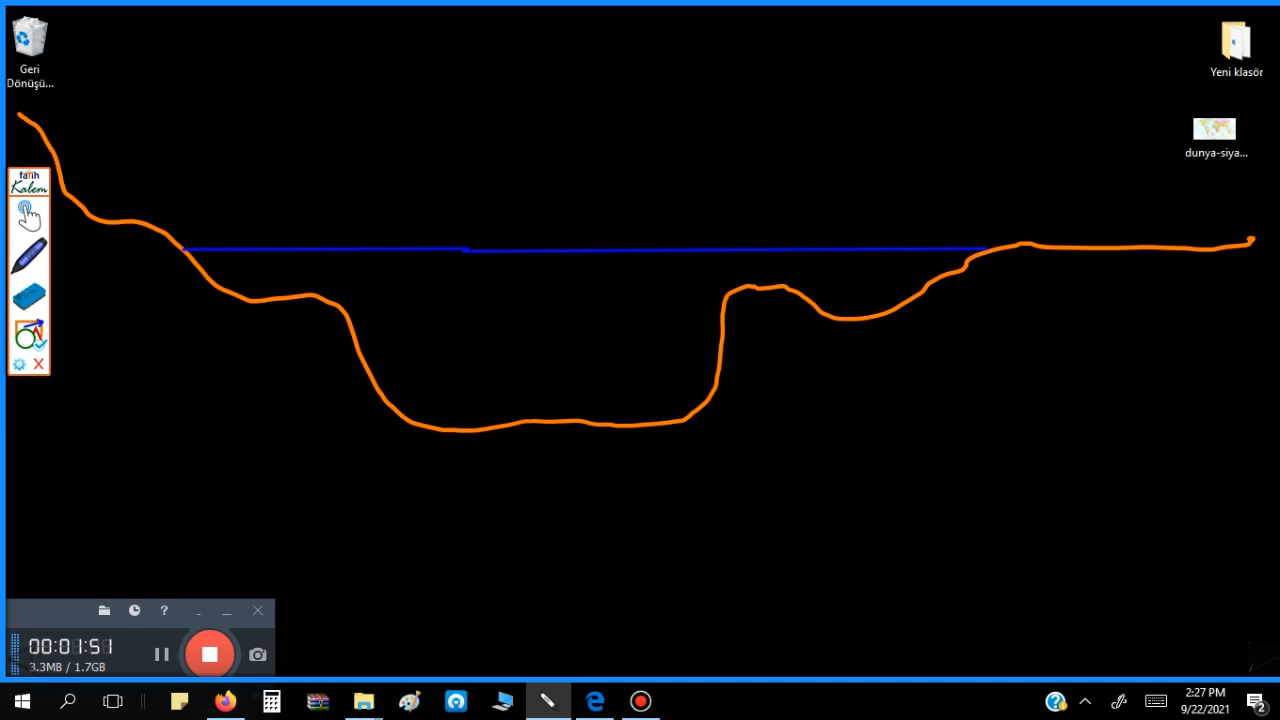 Geri
Dönüşü...
Yeni klasör
dunya-siya...
fatih
Kalem
00:01:51
3.3MB / 1.7GB
2:27 PM
9/22/2021
2